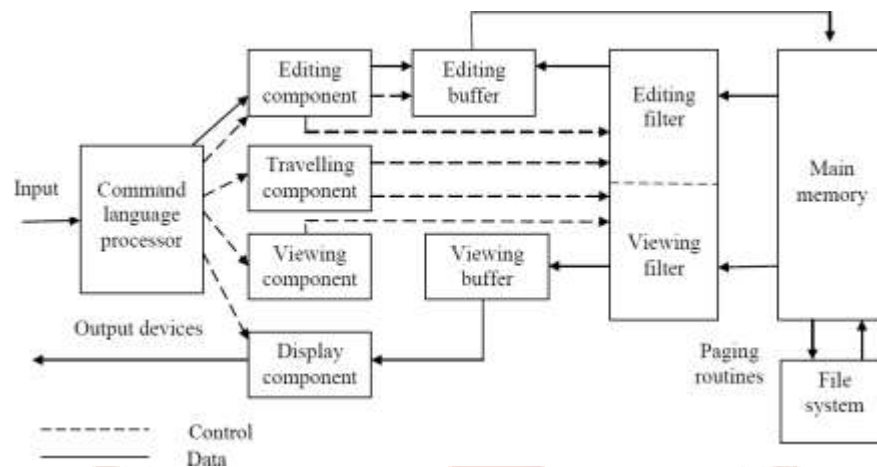 Editing
component
Editing
buffer
Editing
filter
Input
Command
language
processor
Travelling
component
Main
memory
Viewing
component
Viewing
buffer
Viewing
filter
Output devices
Display
component
Paging
routines
File
system
Control
Data